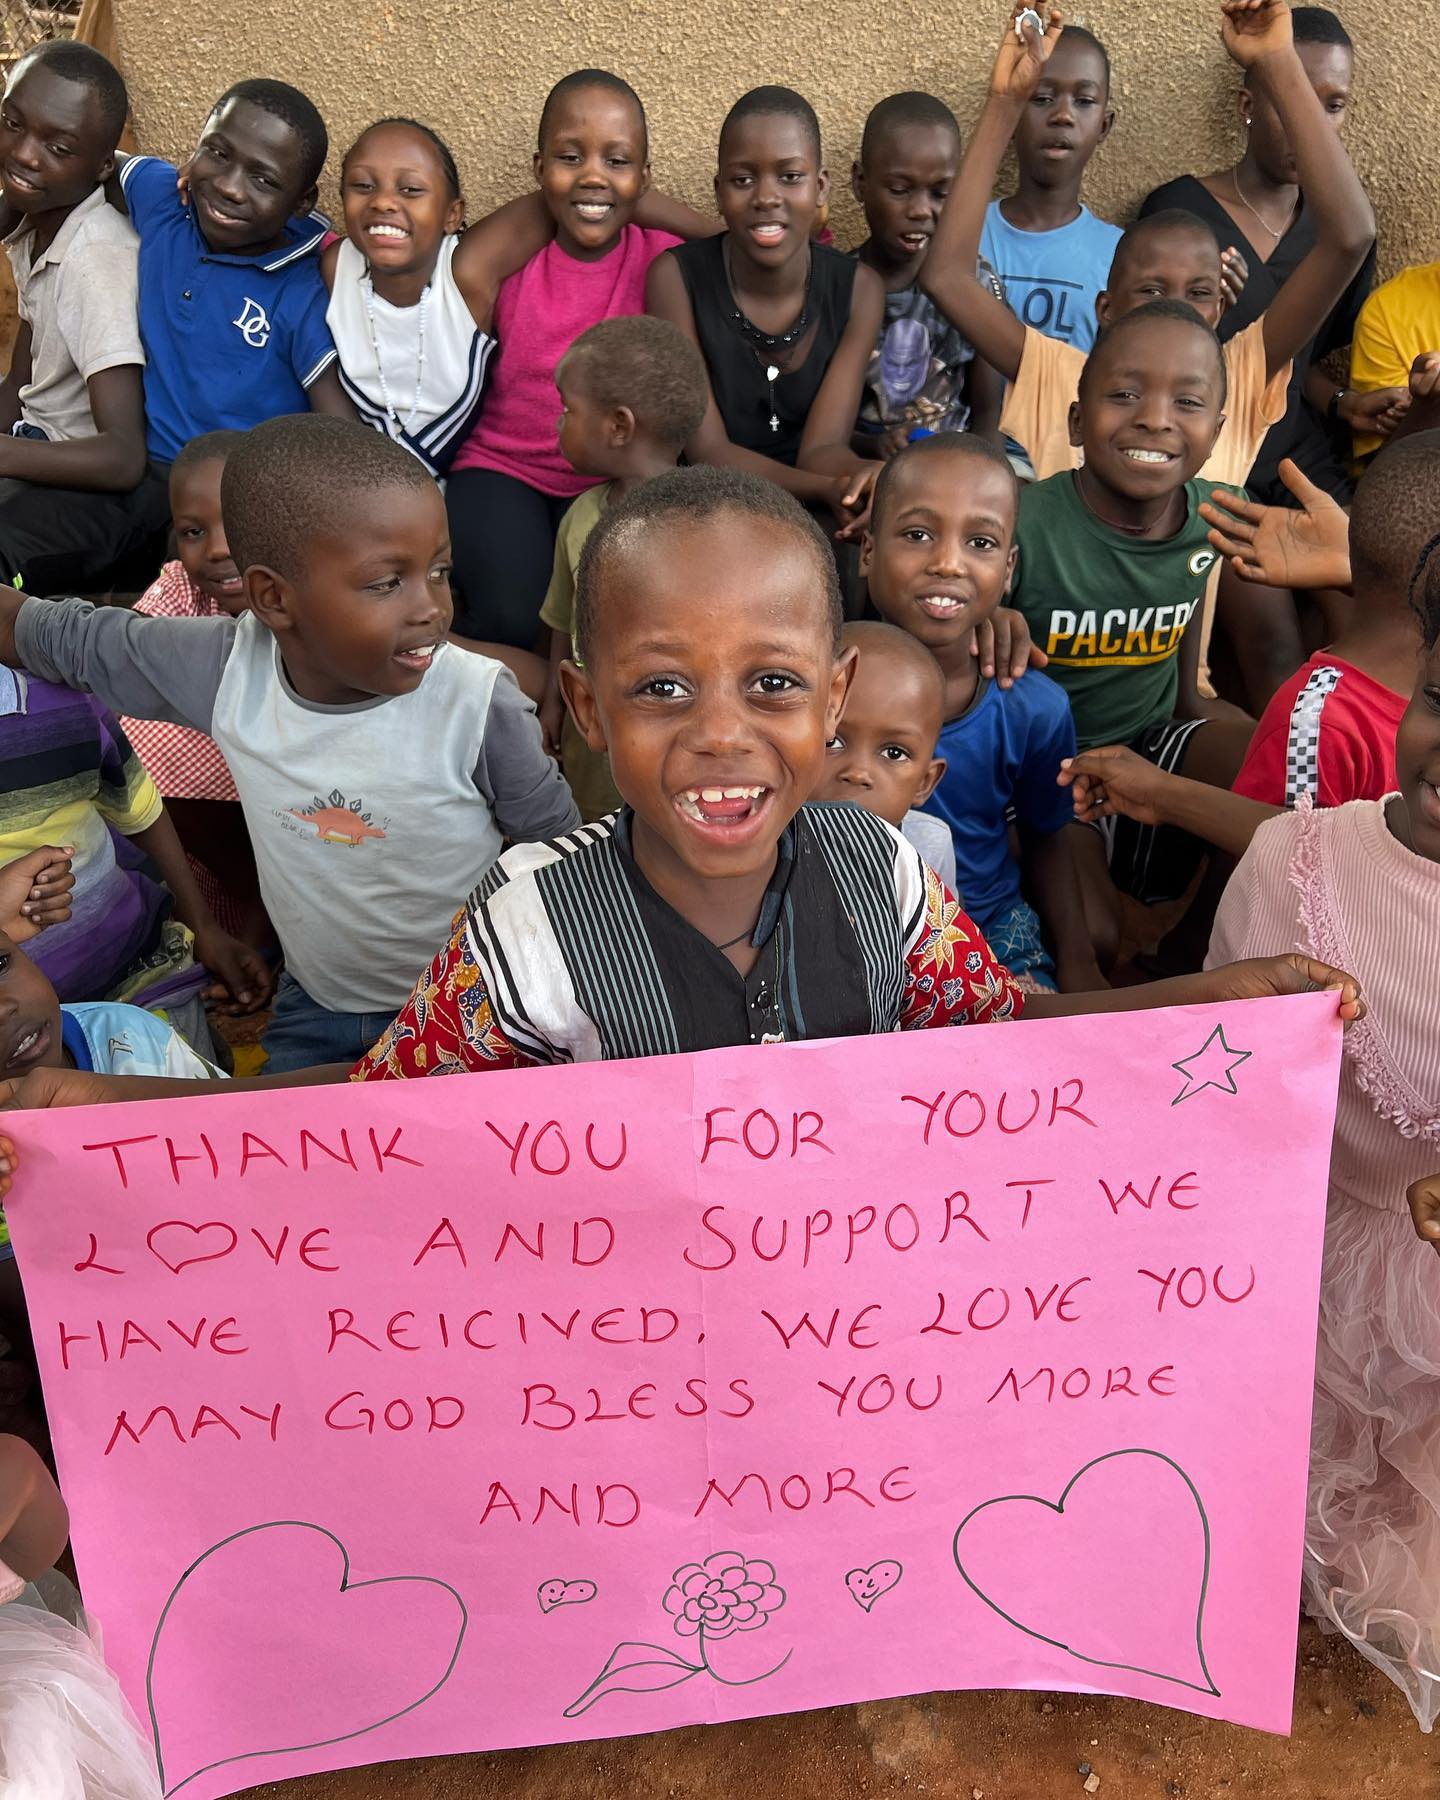 DG
LOL
G
PACKER
THANK YOU FOR YOUR
LOVE AND SUPPORT WE
HAVE REICIVED. WE LOVE YOU
MAY GOD BLESS YOU MORE
AND MORE